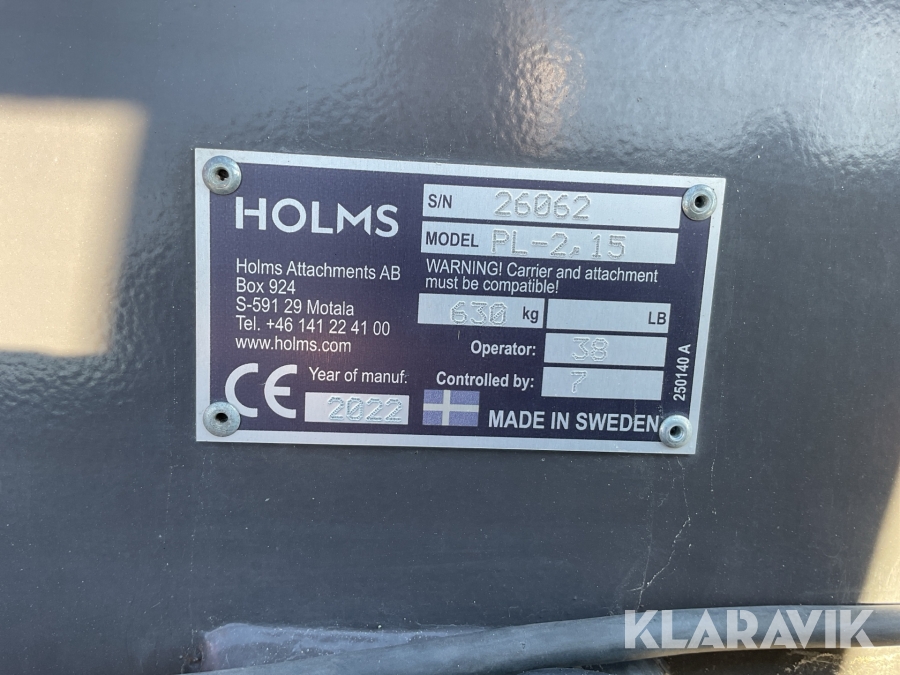 HOLMS
Holms Attachments AB
Box 924
S-591 29 Motala
Tel. +46 141 22 41 00
www.holms.com
CE
Year of manuf.
2022
S/N 26062
MODEL PL-2.15
WARNING! Carrier and attachment
must be compatible!
630 kg LB
Operator: 38
Controlled by: 7
MADE IN SWEDEN
250140 A
KLARAVIK